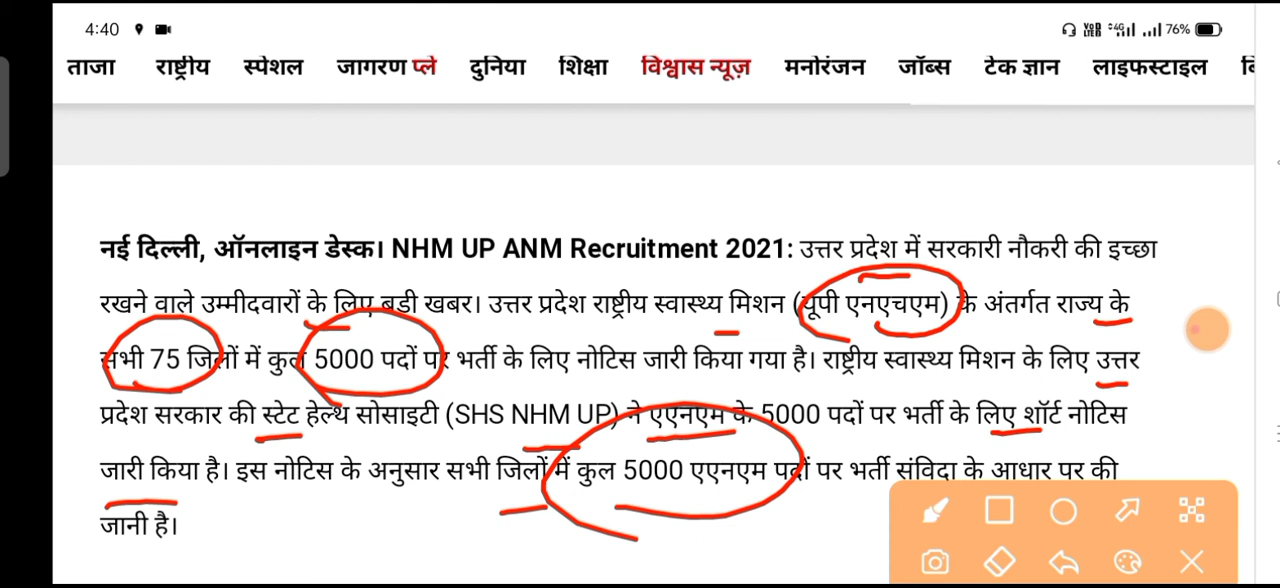 4:40 VoD LTE 4G 76%
ताजा राष्ट्रीय स्पेशल जागरण प्ले दुनिया शिक्षा विश्वास न्यूज़ मनोरंजन जॉब्स टेक ज्ञान लाइफस्टाइल
नई दिल्ली, ऑनलाइन डेस्क। NHM UP ANM Recruitment 2021: उत्तर प्रदेश में सरकारी नौकरी की इच्छा
रखने वाले उम्मीदवारों के लिए बड़ी खबर। उत्तर प्रदेश राष्ट्रीय स्वास्थ्य मिशन (यूपी एनएचएम) के अंतर्गत राज्य के
सभी 75 जिलों में कुल 5000 पदों पर भर्ती के लिए नोटिस जारी किया गया है। राष्ट्रीय स्वास्थ्य मिशन के लिए उत्तर
प्रदेश सरकार की स्टेट हेल्थ सोसाइटी (SHS NHM UP) ने एएनएम के 5000 पदों पर भर्ती के लिए शॉर्ट नोटिस
जारी किया है। इस नोटिस के अनुसार सभी जिलों में कुल 5000 एएनएम पदों पर भर्ती संविदा के आधार पर की
जानी है।